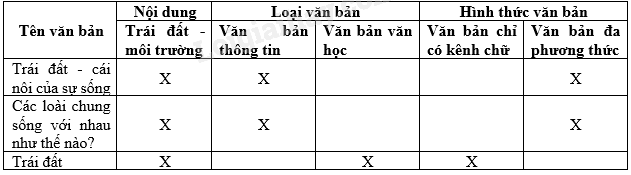 Tên văn bản
Nội dung
Loại văn bản
Hình thức văn bản
Trái đất -
môi trường
Văn bản
thông tin
Văn bản văn
học
Văn bản chỉ
có kênh chữ
Văn bản đa
phương thức
Trái đất - cái
nôi của sự sống
X
X
X
Các loài chung
sống với nhau
như thế nào?
X
X
X
Trái đất
X
X
X